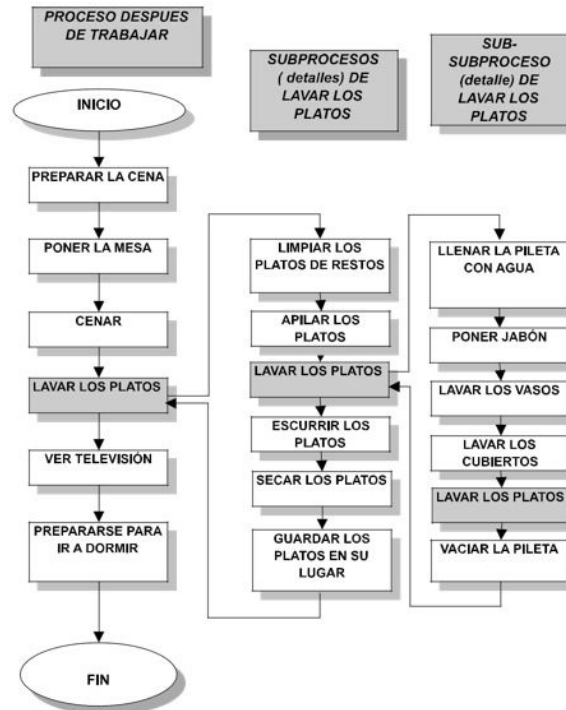 PROCESO DESPUES
DE TRABAJAR
INICIO
PREPARAR LA CENA
PONER LA MESA
CENAR
LAVAR LOS PLATOS
VER TELEVISIÓN
PREPARARSE PARA
IR A DORMIR
FIN
SUBPROCESOS
( detalles) DE
LAVAR LOS
PLATOS
LIMPIAR LOS
PLATOS DE RESTOS
APILAR LOS
PLATOS
LAVAR LOS PLATOS
ESCURRIR LOS
PLATOS
SECAR LOS PLATOS
GUARDAR LOS
PLATOS EN SU
LUGAR
SUB-
SUBPROCESO
(detalle) DE
LAVAR LOS
PLATOS
LLENAR LA PILETA
CON AGUA
PONER JABÓN
LAVAR LOS VASOS
LAVAR LOS
CUBIERTOS
LAVAR LOS PLATOS
VACIAR LA PILETA